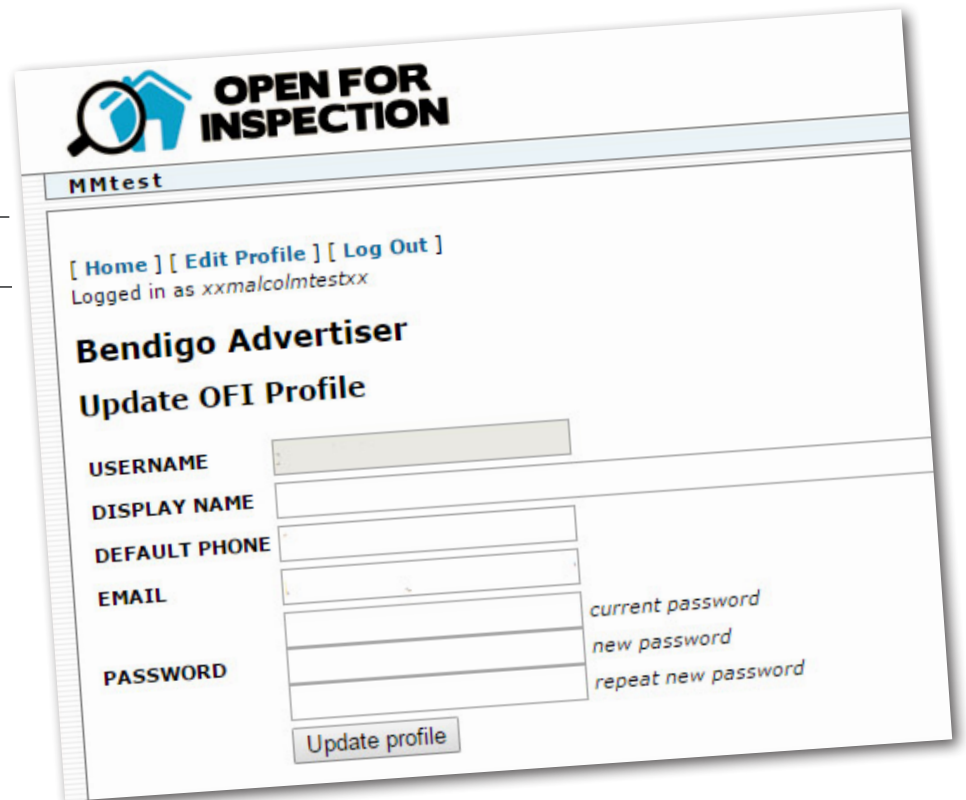 OPEN FOR
INSPECTION
MMtest
[ Home ] [ Edit Profile ] [ Log Out ]
Logged in as xxmalcolmtestxx
Bendigo Advertiser
Update OFI Profile
USERNAME
DISPLAY NAME
DEFAULT PHONE
EMAIL
current password
new password
PASSWORD
repeat new password
Update profile